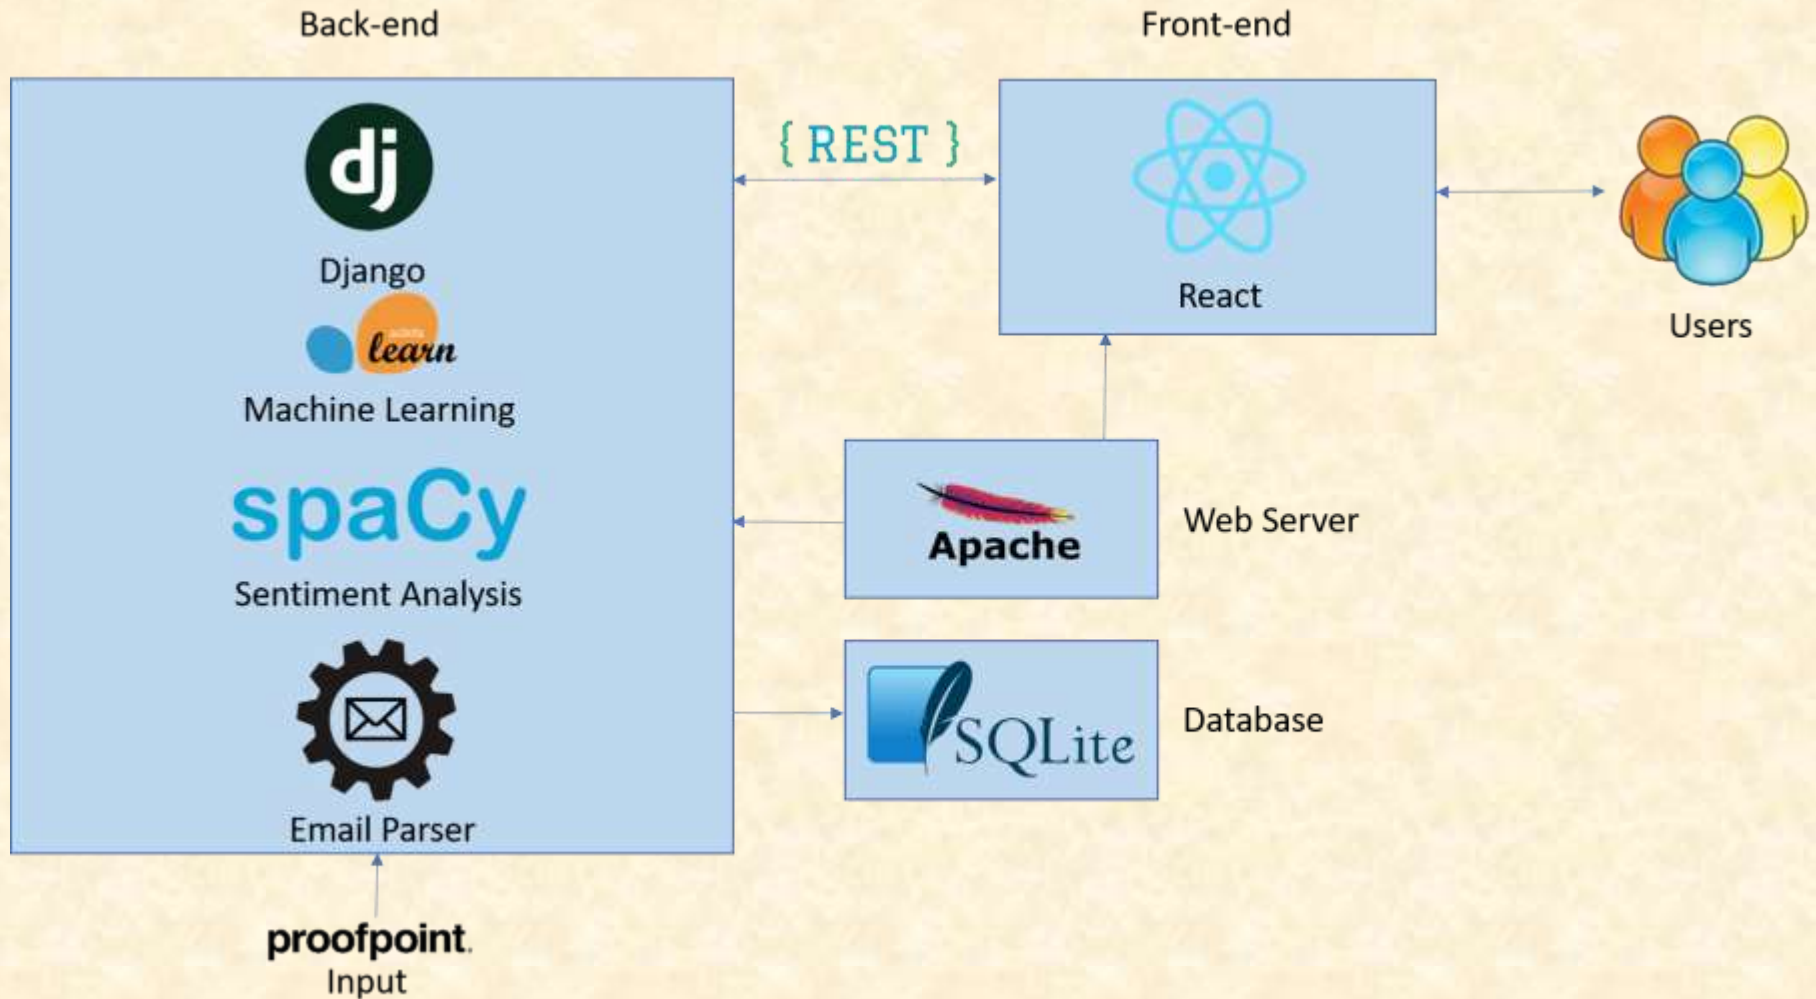 Back-end
Front-end
dj
Django
learn
Machine Learning
spaCy
Sentiment Analysis
Email Parser
proofpoint.
Input
{ REST }
React
Users
Apache
Web Server
SQLite
Database